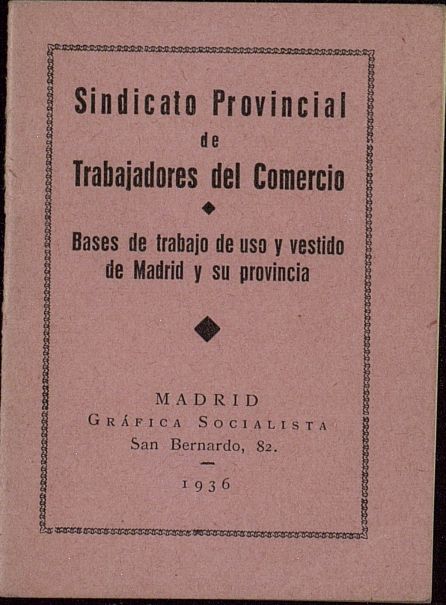 Sindicato Provincial
de
Trabajadores del Comercio
Bases de trabajo de uso y vestido
de Madrid y su provincia
MADRID
GRÁFICA SOCIALISTA
San Bernardo, 82.
1936